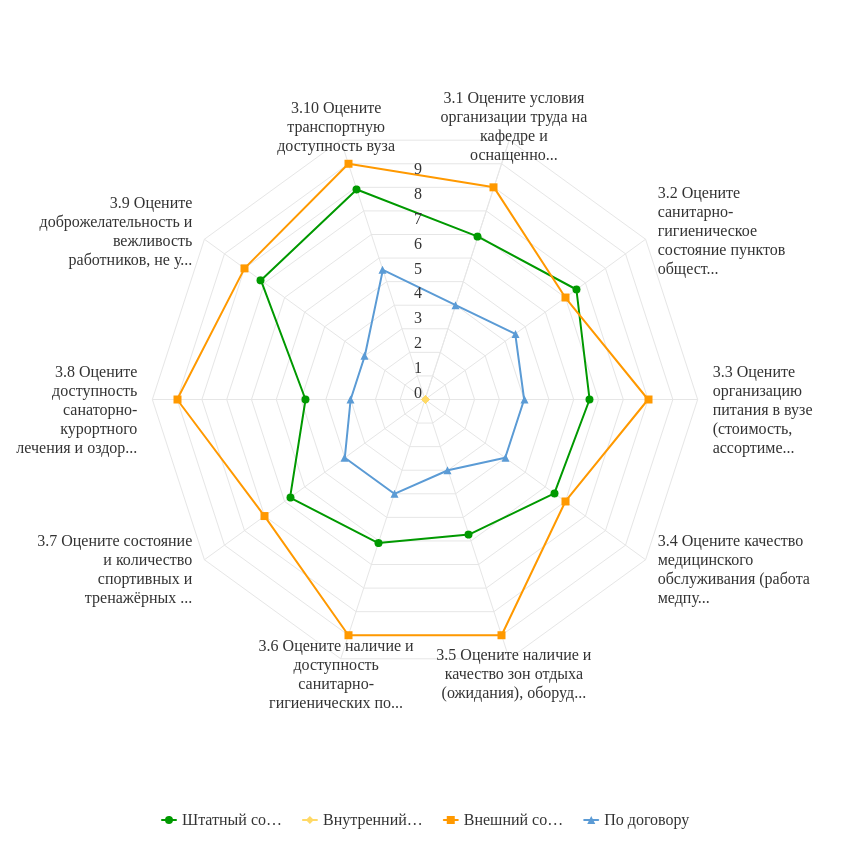 3.1 Оцените условия
организации труда на
кафедре и
оснащенно...
3.2 Оцените
санитарно-
гигиеническое
состояние пунктов
общест...
3.3 Оцените
организацию
питания в вузе
(стоимость,
ассортиме...
3.4 Оцените качество
медицинского
обслуживания (работа
медпу...
3.5 Оцените наличие и
качество зон отдыха
(ожидания), оборуд...
3.6 Оцените наличие и
доступность
санитарно-
гигиенических по...
3.7 Оцените состояние
и количество
спортивных и
тренажёрных ...
3.8 Оцените
доступность
санаторно-
курортного
лечения и оздор...
3.9 Оцените
доброжелательность и
вежливость
работников, не у...
3.10 Оцените
транспортную
доступность вуза
9
8
7
6
5
4
3
2
1
0
Штатный со… Внутренний… Внешний со… По договору